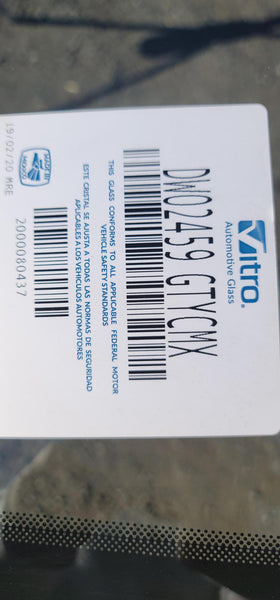 Vitro®
Automotive Glass
DW02459 GTYCMX
THIS GLASS CONFORMS TO ALL APPLICABLE FEDERAL MOTOR
VEHICLE SAFETY STANDARDS
ESTE CRISTAL SE AJUSTA A TODAS LAS NORMAS DE SEGURIDAD
APLICABLES A LOS VEHICULOS AUTOMOTORES
2000080437
MADE IN
MEXICO
19/02/20 MRE